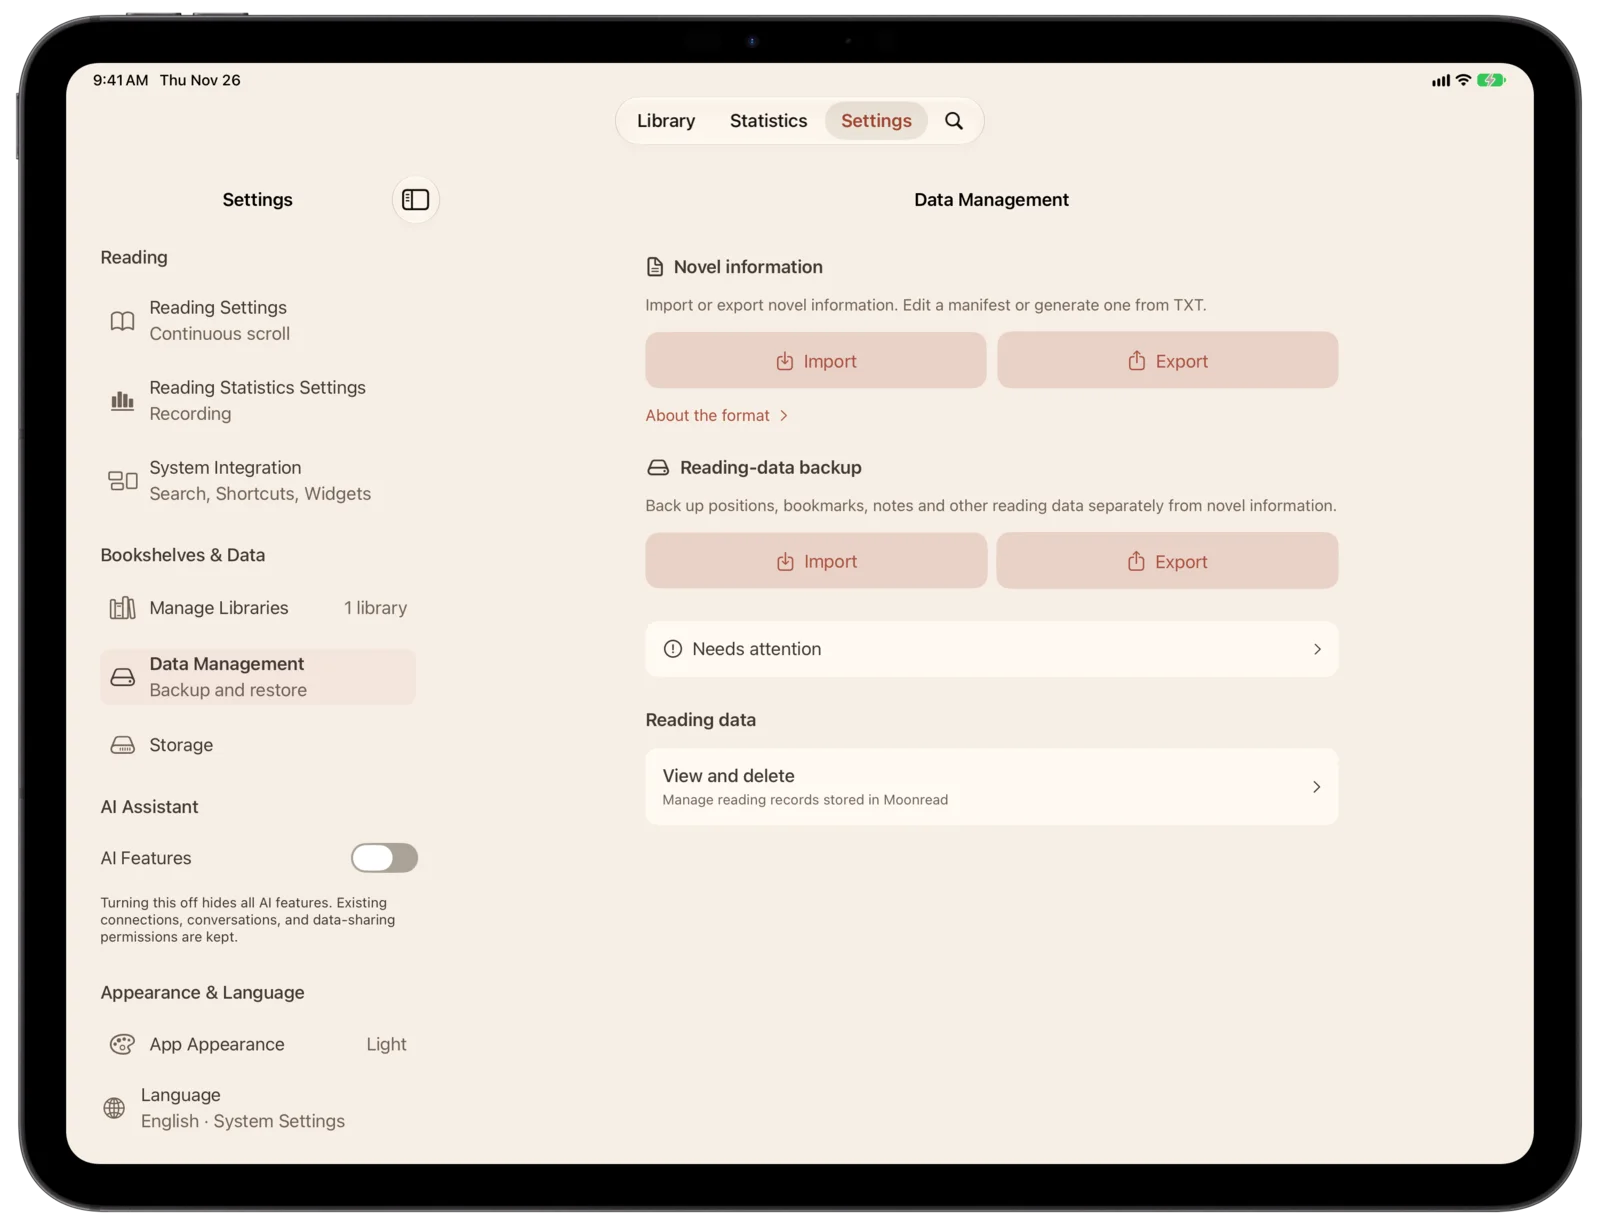 9:41 AM Thu Nov 26
Library Statistics Settings
Settings
Reading
Reading Settings
Continuous scroll
Reading Statistics Settings
Recording
System Integration
Search, Shortcuts, Widgets
Bookshelves & Data
Manage Libraries 1 library
Data Management
Backup and restore
Storage
AI Assistant
AI Features
Turning this off hides all AI features. Existing
connections, conversations, and data-sharing
permissions are kept.
Appearance & Language
App Appearance Light
Language
English · System Settings
Data Management
Novel information
Import or export novel information. Edit a manifest or generate one from TXT.
Import Export
About the format
Reading-data backup
Back up positions, bookmarks, notes and other reading data separately from novel information.
Import Export
Needs attention
Reading data
View and delete
Manage reading records stored in Moonread